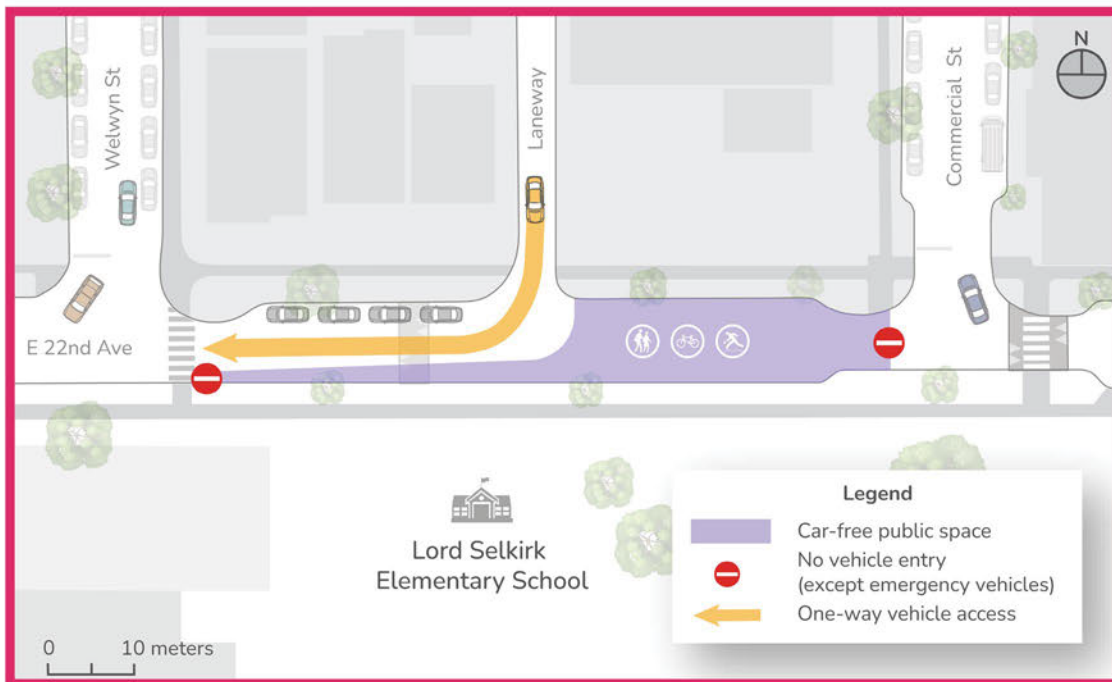 Welwyn St
Laneway
Commercial St
N
E 22nd Ave
Lord Selkirk
Elementary School
Legend
Car-free public space
No vehicle entry
(except emergency vehicles)
One-way vehicle access
0 10 meters